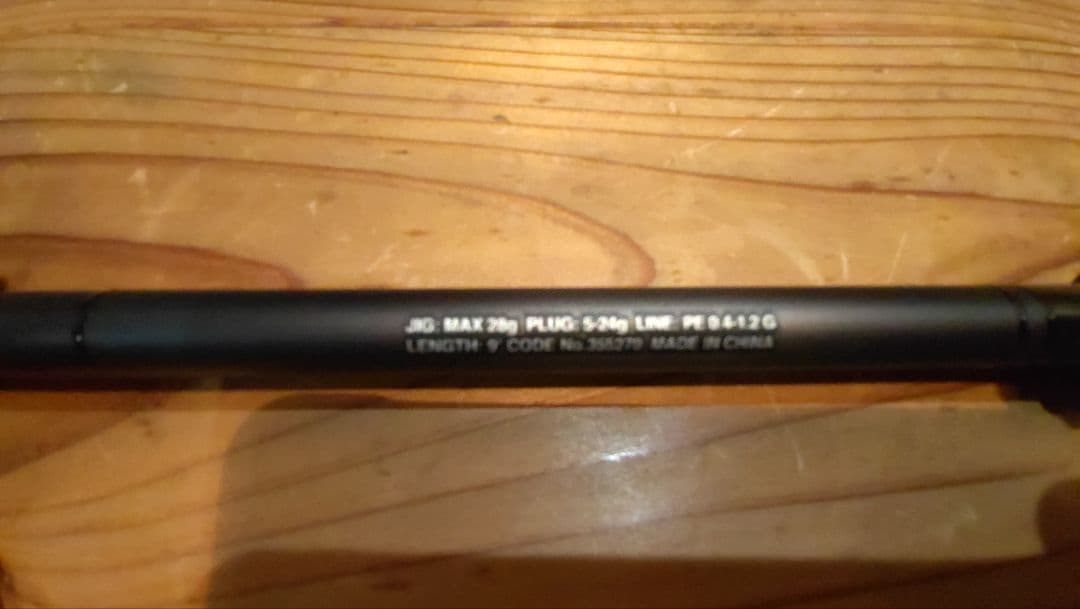 JIG: MAX 28g PLUG: 5-24g LINE: PE 0.4-1.2 G
LENGTH: 9' CODE No.355270 MADE IN CHINA